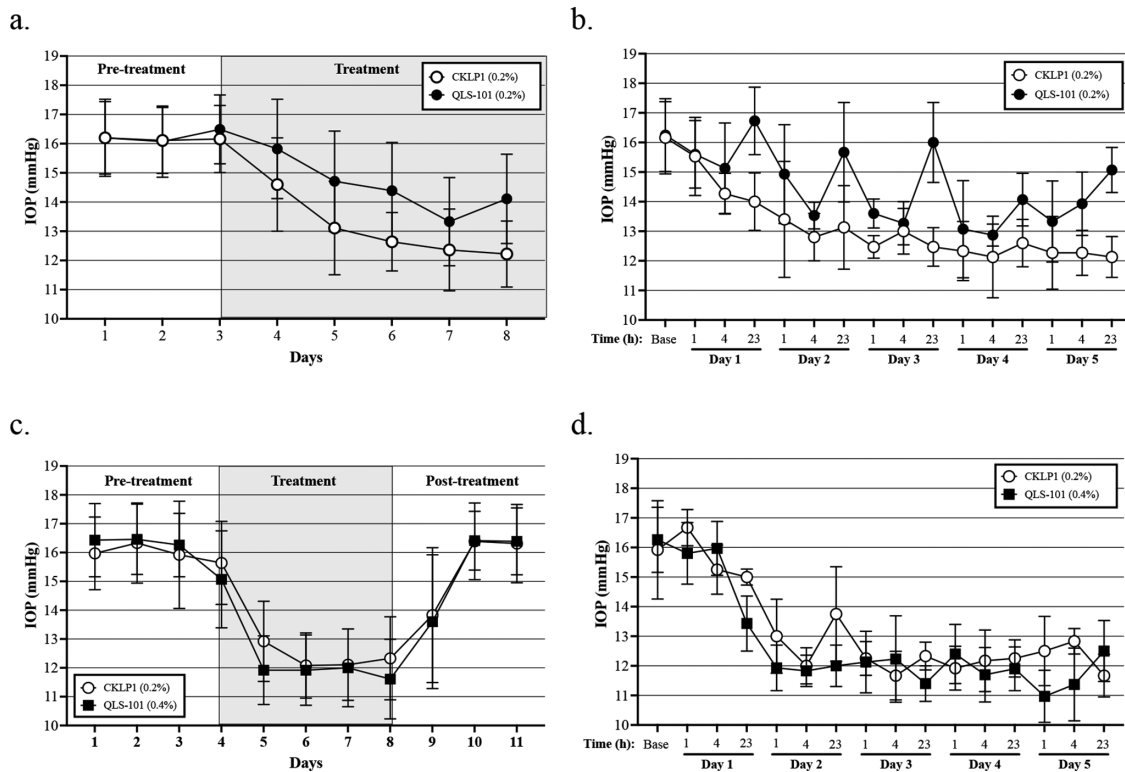 a.
19
18
17
16
15
14
13
12
11
10
IOP (mmHg)
Pre-treatment
Treatment
CKLP1 (0.2%)
QLS-101 (0.2%)
1 2 3 4 5 6 7 8
Days
b.
19
18
17
16
15
14
13
12
11
10
IOP (mmHg)
CKLP1 (0.2%)
QLS-101 (0.2%)
Time (h): Base 1 4 23 1 4 23 1 4 23 1 4 23 1 4 23
Day 1 Day 2 Day 3 Day 4 Day 5
c.
19
18
17
16
15
14
13
12
11
10
IOP (mmHg)
Pre-treatment
Treatment
Post-treatment
CKLP1 (0.2%)
QLS-101 (0.4%)
1 2 3 4 5 6 7 8 9 10 11
Days
d.
19
18
17
16
15
14
13
12
11
10
IOP (mmHg)
CKLP1 (0.2%)
QLS-101 (0.4%)
Time (h): Base 1 4 23 1 4 23 1 4 23 1 4 23 1 4 23
Day 1 Day 2 Day 3 Day 4 Day 5